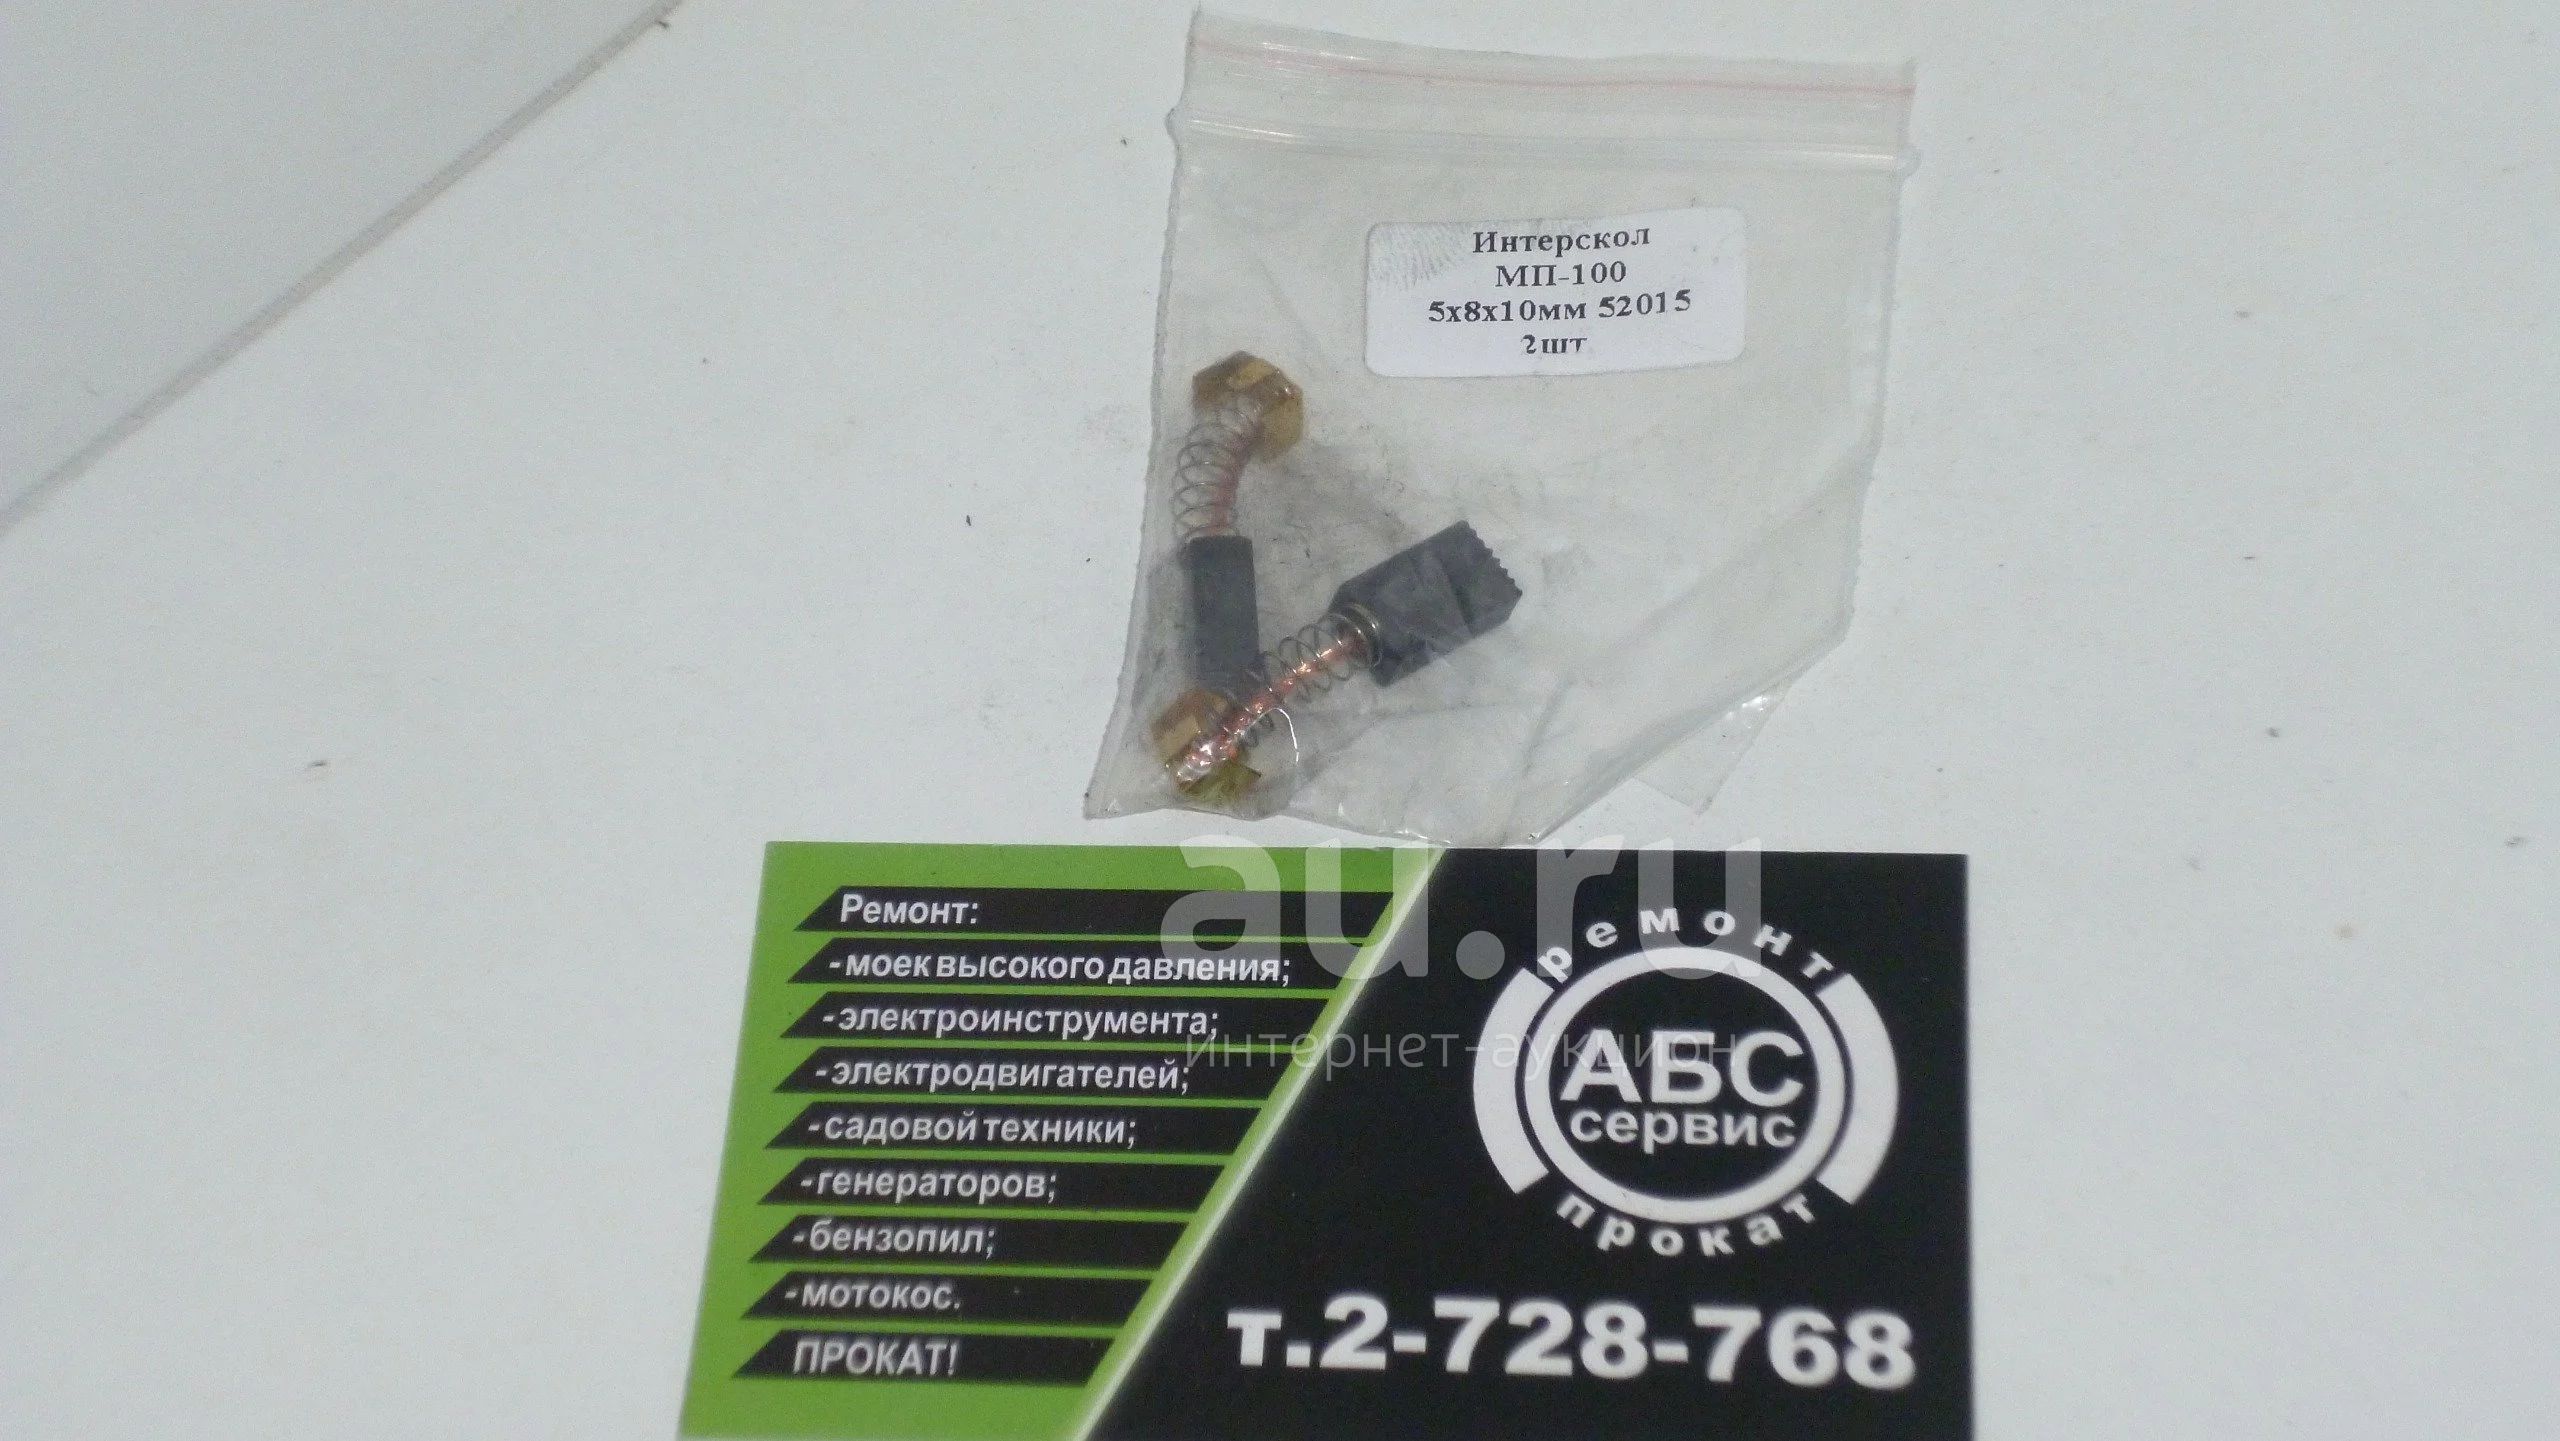 Интерскол
МП-100
5х8х10мм 52015
2шт
au.ru
интернет-аукцион
Ремонт:
-моек высокого давления;
-электроинструмента;
-электродвигателей;
-садовой техники;
-генераторов;
-бензопил;
-мотокос.
ПРОКАТ!
ремонт
АБС
сервис
прокат
т.2-728-768